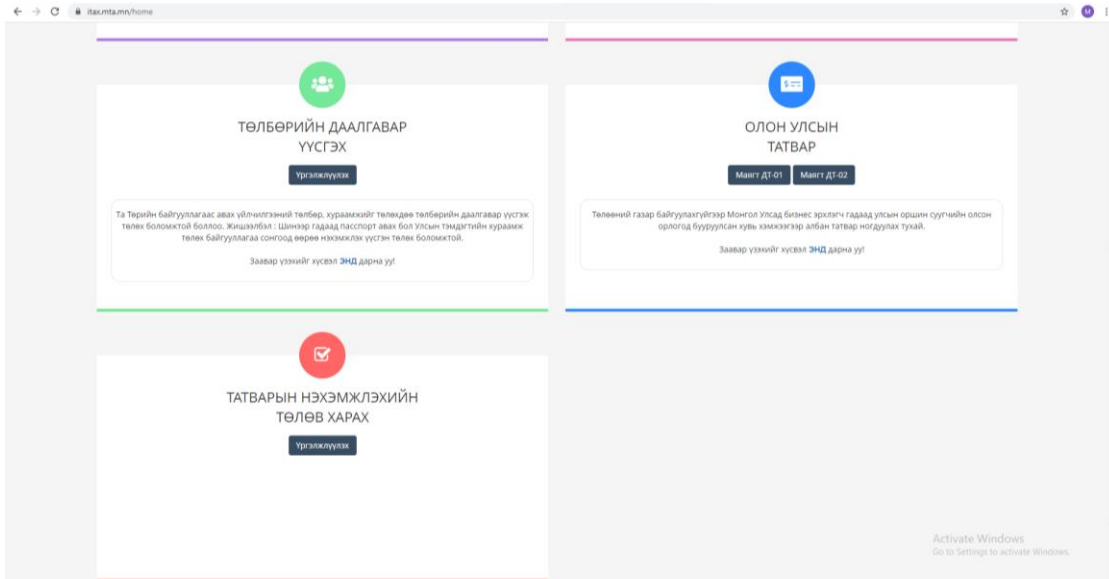 itax.mta.mn/home
M
ТӨЛБӨРИЙН ДААЛГАВАР
ҮҮСГЭХ
Үргэлжлүүлэх
Та Төрийн байгууллагаас авах үйлчилгээний төлбөр, хураамжийг төлөхдөө төлбөрийн даалгавар үүсгэж
төлөх боломжтой боллоо. Жишээлбэл : Шинээр гадаад пасспорт авах бол Улсын тэмдэгтийн хураамж
төлөх байгууллагаа сонгоод өөрөө нэхэмжлэх үүсгэн төлөх боломжтой.
Заавар үзэхийг хүсвэл ЭНД дарна уу!
ОЛОН УЛСЫН
ТАТВАР
Маягт ДТ-01 Маягт ДТ-02
Төлөөний газар байгуулахгүйгээр Монгол Улсад бизнес эрхлэгч гадаад улсын оршин суугчийн олсон
орлогод бууруулсан хувь хэмжээгээр албан татвар ногдуулах тухай.
Заавар үзэхийг хүсвэл ЭНД дарна уу!
ТАТВАРЫН НЭХЭМЖЛЭХИЙН
ТӨЛӨВ ХАРАХ
Үргэлжлүүлэх
Activate Windows
Go to Settings to activate Windows.